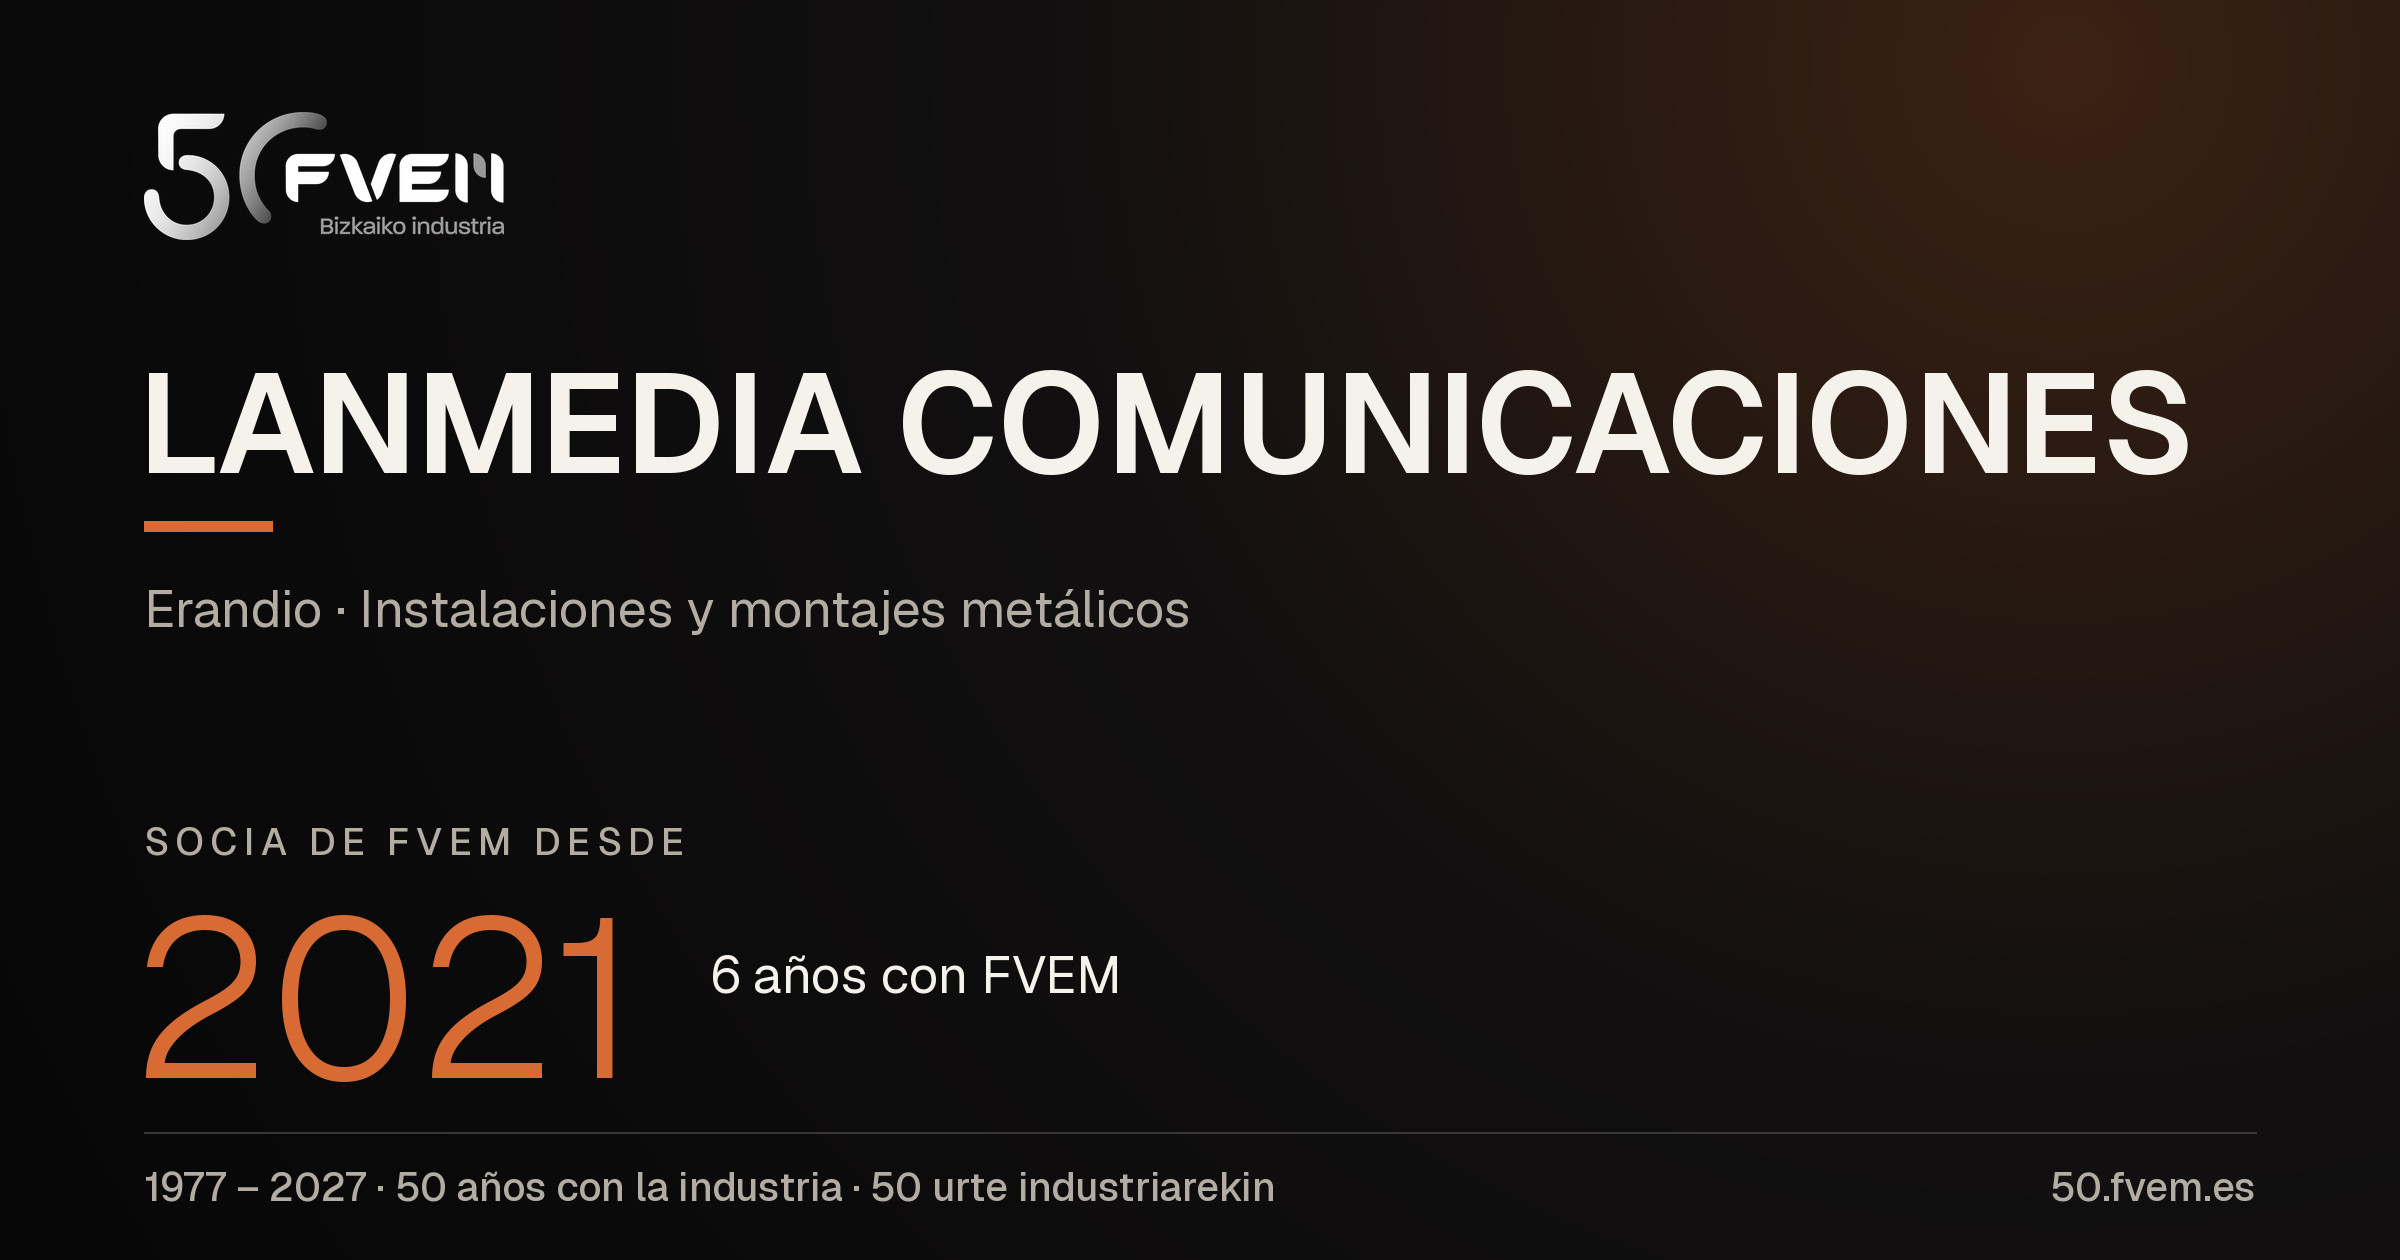 50 FVEM
Bizkaiko industria
LANMEDIA COMUNICACIONES
Erandio · Instalaciones y montajes metálicos
SOCIA DE FVEM DESDE
2021
6 años con FVEM
1977 – 2027 · 50 años con la industria · 50 urte industriarekin
50.fvem.es